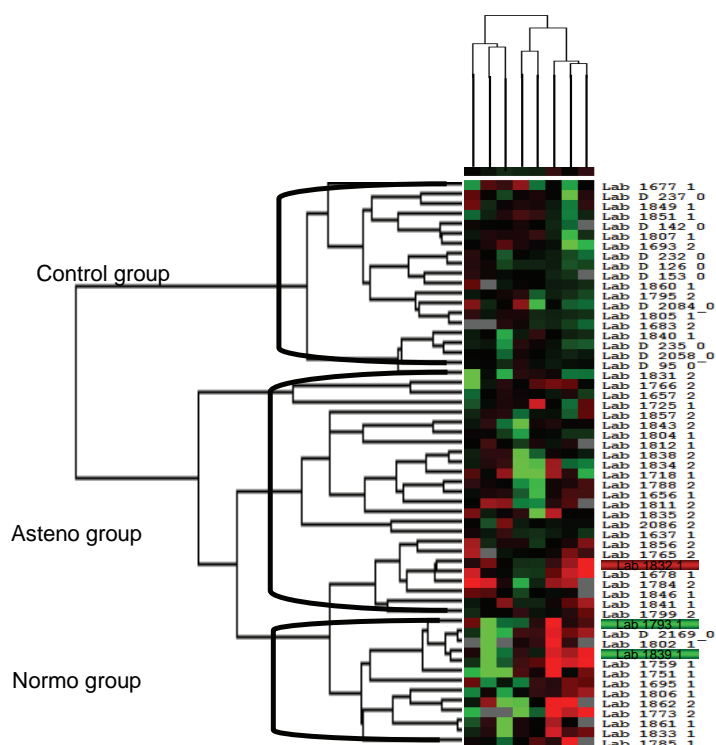 Lab 1677 1
Lab D 237 0
Lab 1849 1
Lab 1851 1
Lab D 142 0
Lab 1807 1
Lab 1693 2
Lab D 232 0
Lab D 126 0
Control group
Lab D 153 0
Lab 1860 1
Lab 1795 2
Lab D 2084_0
Lab 1805 1
Lab 1683 2
Lab 1840 1
Lab D 235 0
Lab D 2058_0
Lab D 95 0
Lab 1831 2
Lab 1766 2
Lab 1657 2
Lab 1725 1
Lab 1857 2
Lab 1843 2
Lab 1804 1
Lab 1812 1
Lab 1838 2
Lab 1834 2
Lab 1718 1
Lab 1788 2
Lab 1656 1
Lab 1811 2
Lab 1835 2
Lab 2086 2
Asteno group
Lab 1637 1
Lab 1856 2
Lab 1765 2
Lab 1832 1
Lab 1678 1
Lab 1784 2
Lab 1846 1
Lab 1841 1
Lab 1799 2
Lab 1793 1
Lab D 2169_0
Lab 1802 1
Lab 1839 1
Lab 1759 1
Lab 1751 1
Normo group
Lab 1695 1
Lab 1806 1
Lab 1862 2
Lab 1773 2
Lab 1861 1
Lab 1833 1
Lab 1785 1